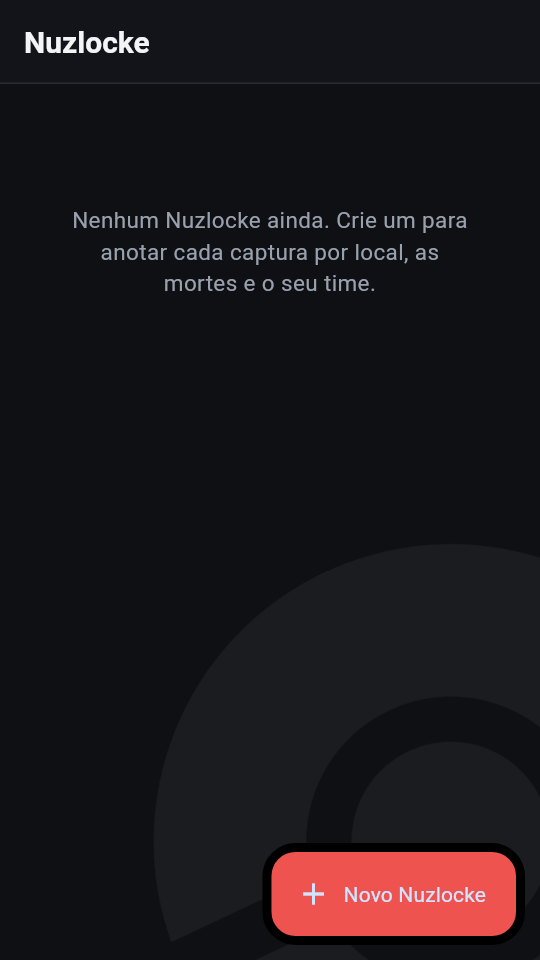 Nuzlocke
Nenhum Nuzlocke ainda. Crie um para
anotar cada captura por local, as
mortes e o seu time.
Novo Nuzlocke